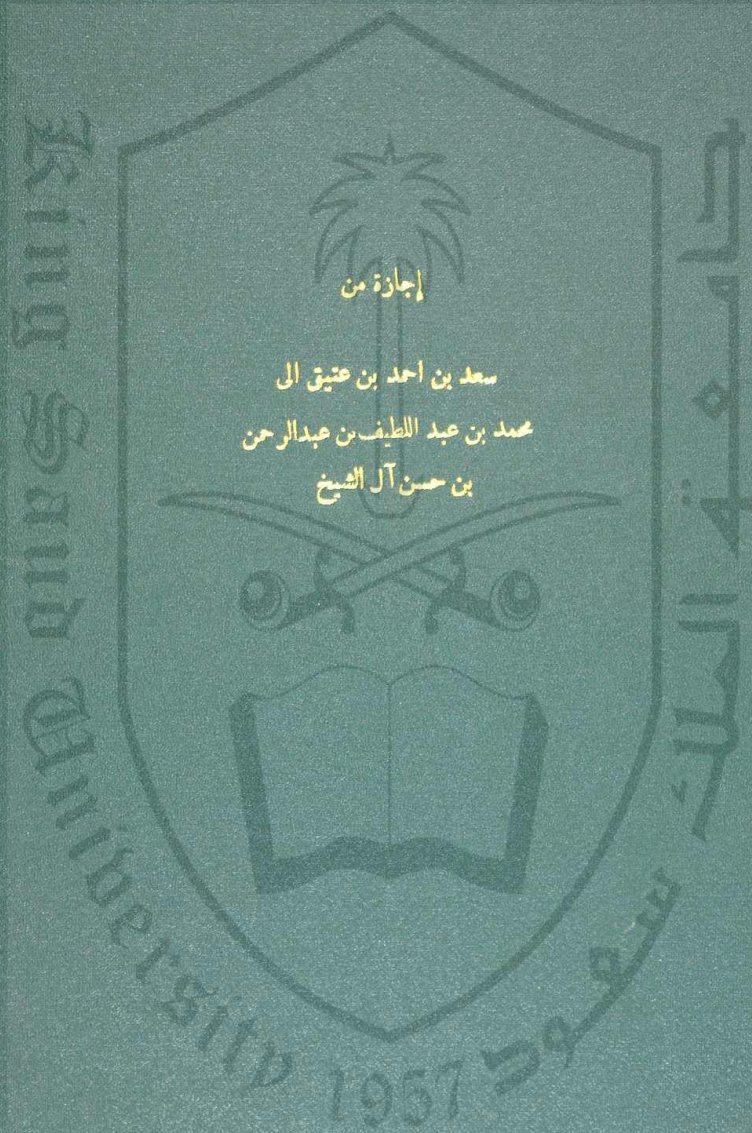 إجازة من
سعد بن احمد بن عتيق الى
محمد بن عبد اللطيف بن عبدالرحمن
بن حسن آل الشيخ
جامعة الملك سعود
King Saud University 1957